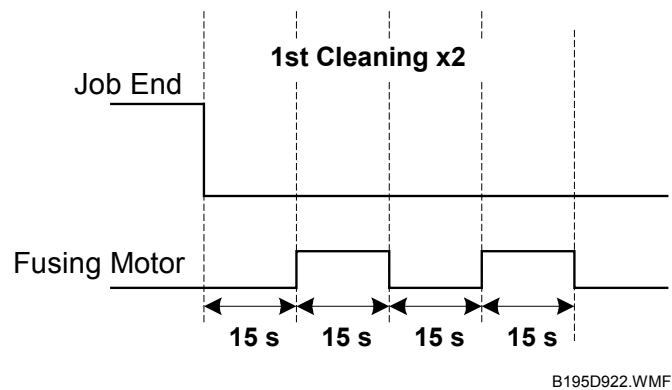 1st Cleaning x2
Job End
Fusing Motor
15 s 15 s 15 s 15 s
B195D922.WMF